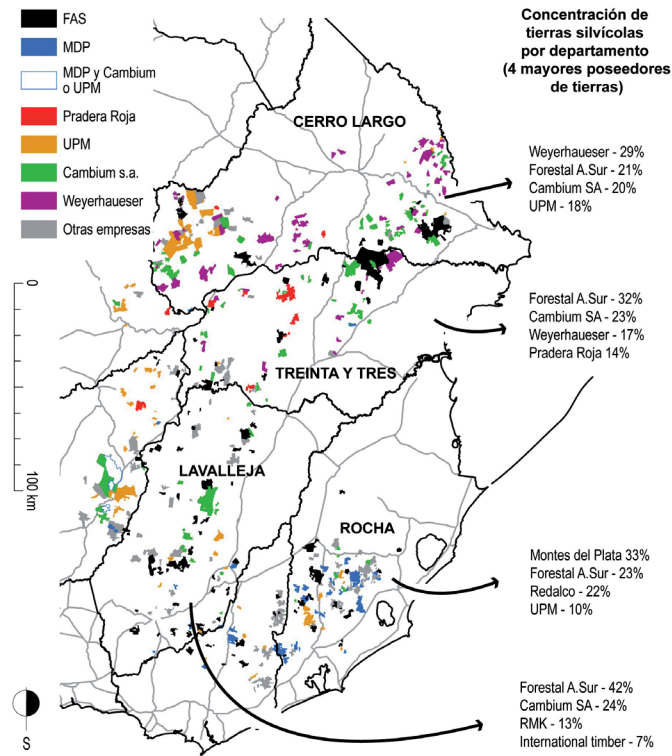 FAS
MDP
MDP y Cambium
o UPM
Pradera Roja
UPM
Cambium s.a.
Weyerhaueser
Otras empresas
Concentración de
tierras silvícolas
por departamento
(4 mayores poseedores
de tierras)
CERRO LARGO
Weyerhaueser - 29%
Forestal A.Sur - 21%
Cambium SA - 20%
UPM - 18%
0
100 km
Forestal A.Sur - 32%
Cambium SA - 23%
Weyerhaueser - 17%
Pradera Roja 14%
TREINTA Y TRES
LAVALLEJA
ROCHA
Montes del Plata 33%
Forestal A.Sur - 23%
Redalco - 22%
UPM - 10%
Forestal A.Sur - 42%
Cambium SA - 24%
RMK - 13%
International timber - 7%
S